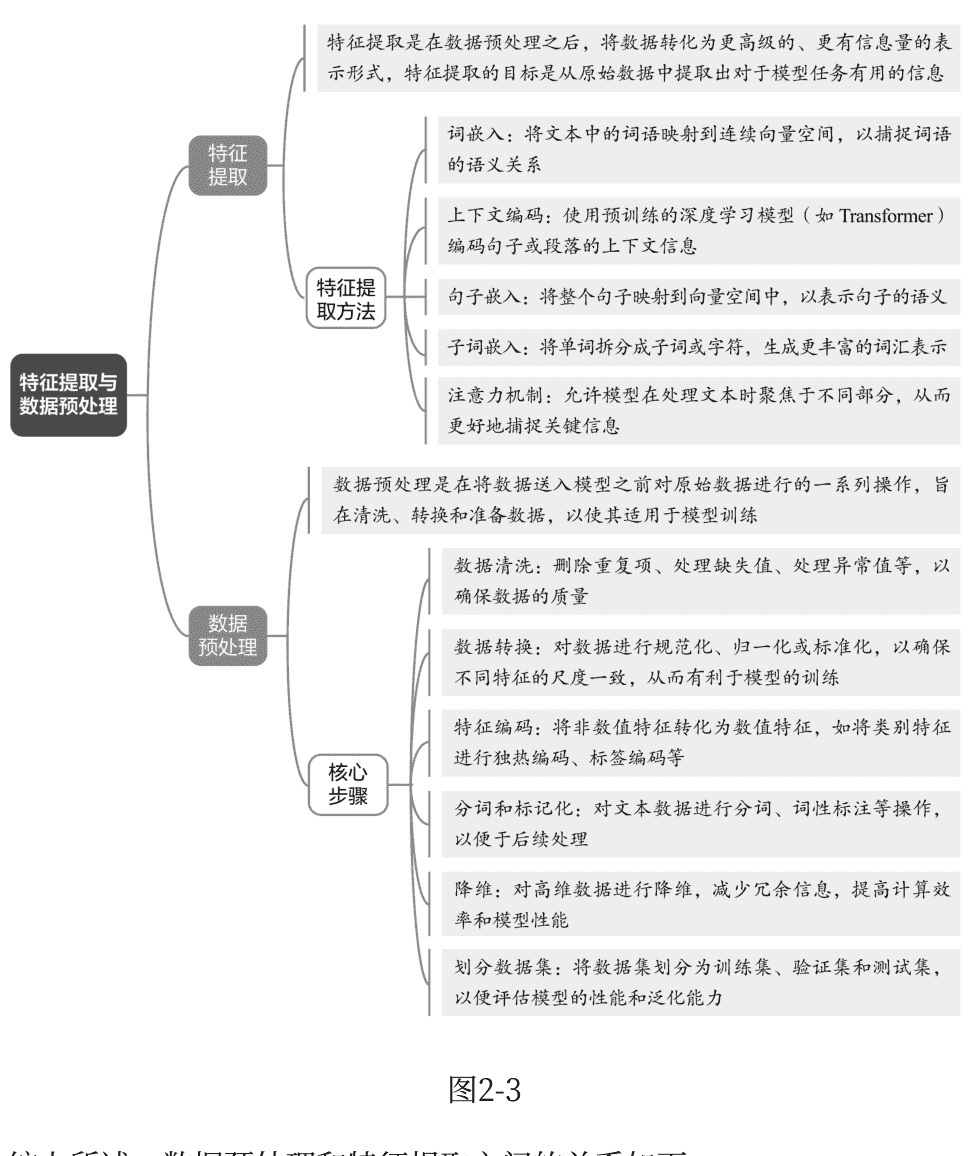 特征提取是在数据预处理之后，将数据转化为更高级的、更有信息量的表
示形式，特征提取的目标是从原始数据中提取出对于模型任务有用的信息
特征
提取
词嵌入：将文本中的词语映射到连续向量空间，以捕捉词语
的语义关系
上下文编码：使用预训练的深度学习模型（如 Transformer）
编码句子或段落的上下文信息
特征提
取方法
句子嵌入：将整个句子映射到向量空间中，以表示句子的语义
子词嵌入：将单词拆分成子词或字符，生成更丰富的词汇表示
注意力机制：允许模型在处理文本时聚焦于不同部分，从而
更好地捕捉关键信息
特征提取与
数据预处理
数据预处理是在将数据送入模型之前对原始数据进行的一系列操作，旨
在清洗、转换和准备数据，以使其适用于模型训练
数据
预处理
数据清洗：删除重复项、处理缺失值、处理异常值等，以
确保数据的质量
数据转换：对数据进行规范化、归一化或标准化，以确保
不同特征的尺度一致，从而有利于模型的训练
特征编码：将非数值特征转化为数值特征，如将类别特征
进行独热编码、标签编码等
核心
步骤
分词和标记化：对文本数据进行分词、词性标注等操作，
以便于后续处理
降维：对高维数据进行降维，减少冗余信息，提高计算效
率和模型性能
划分数据集：将数据集划分为训练集、验证集和测试集，
以便评估模型的性能和泛化能力
图2-3
综上所述，数据预处理和特征提取之间的关系如下